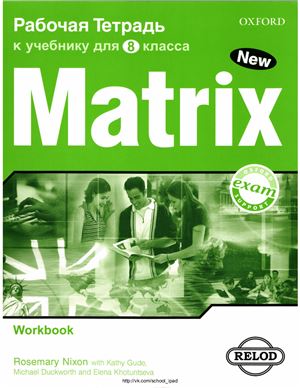 OXFORD
Рабочая Тетрадь
к учебнику для 8 класса
New
Matrix
OXFORD
exam
SUPPORT
Workbook
Rosemary Nixon with Kathy Gude,
Michael Duckworth and Elena Khotuntseva
RELOD
http://vk.com/school_ipad